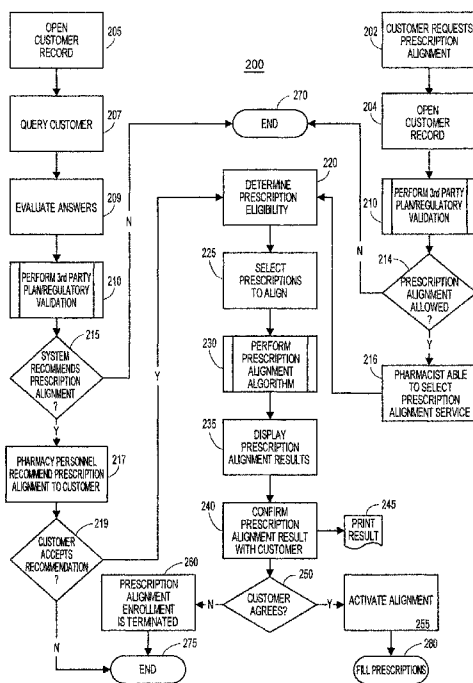 OPEN
CUSTOMER
RECORD
205
QUERY CUSTOMER
207
EVALUATE ANSWERS
209
PERFORM 3rd PARTY
PLAN/REGULATORY
VALIDATION
210
215
SYSTEM
RECOMMENDS
PRESCRIPTION
ALIGNMENT
?
N
Y
217
PHARMACY PERSONNEL
RECOMMEND PRESCRIPTION
ALIGNMENT TO CUSTOMER
219
CUSTOMER
ACCEPTS
RECOMMENDATION
?
Y
N
200
270
END
220
DETERMINE
PRESCRIPTION
ELIGIBILITY
225
SELECT
PRESCRIPTIONS
TO ALIGN
230
PERFORM
PRESCRIPTION
ALIGNMENT
ALGORITHM
235
DISPLAY
PRESCRIPTION
ALIGNMENT RESULTS
240
CONFIRM
PRESCRIPTION
ALIGNMENT RESULT
WITH CUSTOMER
245
PRINT
RESULT
250
CUSTOMER
AGREES?
N
Y
260
PRESCRIPTION
ALIGNMENT
ENROLLMENT
IS TERMINATED
275
END
ACTIVATE ALIGNMENT
255
280
FILL PRESCRIPTIONS
202
CUSTOMER REQUESTS
PRESCRIPTION
ALIGNMENT
204
OPEN
CUSTOMER
RECORD
210
PERFORM 3rd PARTY
PLAN/REGULATORY
VALIDATION
N
214
PRESCRIPTION
ALIGNMENT
ALLOWED
?
Y
216
PHARMACIST ABLE
TO SELECT
PRESCRIPTION
ALIGNMENT SERVICE